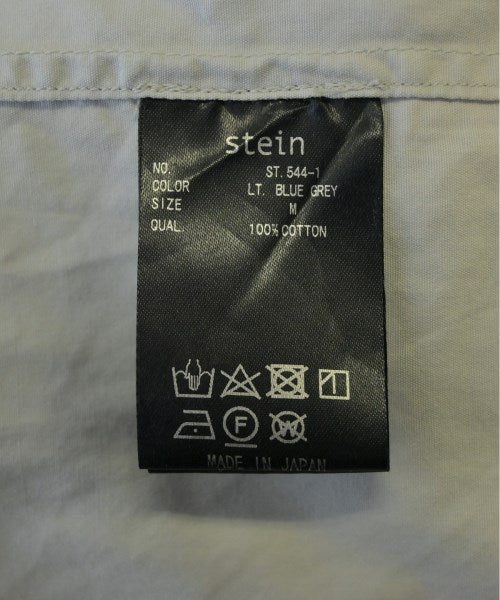 stein
NO. ST.544-1
COLOR LT. BLUE GREY
SIZE M
QUAL. 100% COTTON
F
W
MADE IN JAPAN